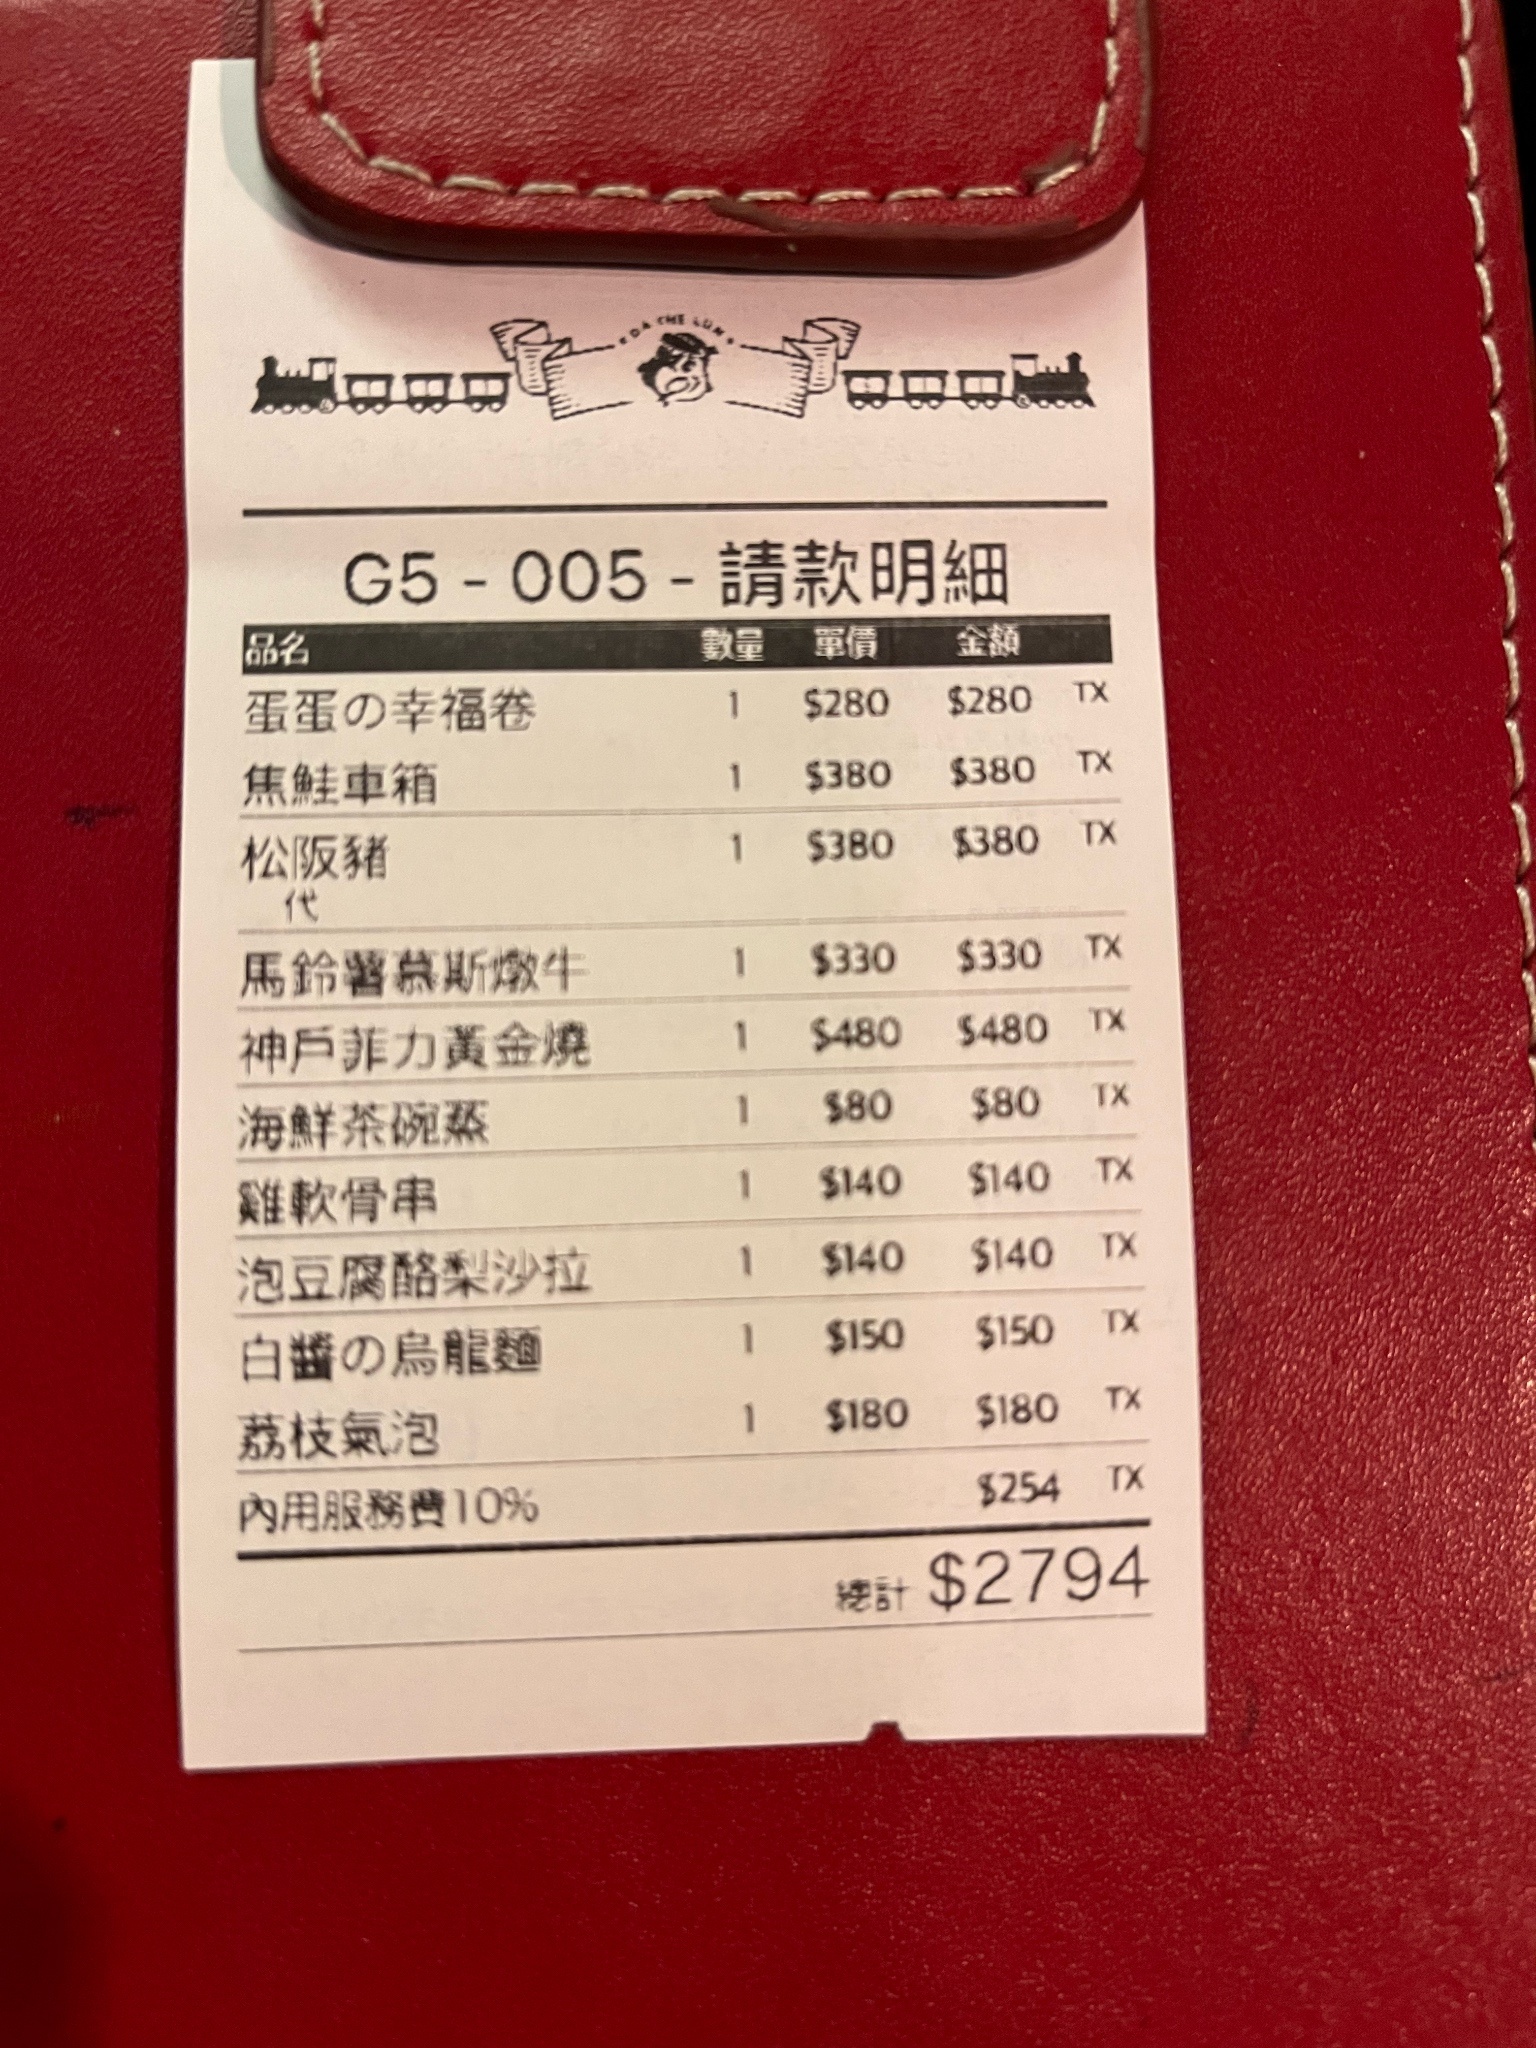 DA CHE LUN
G5 - 005 - 請款明細
品名 數量 單價 金額
蛋蛋の幸福卷 1 $280 $280 TX
焦鮭車箱 1 $380 $380 TX
松阪豬 1 $380 $380 TX
代
馬鈴薯慕斯燉牛 1 $330 $330 TX
神戶菲力黃金燒 1 $480 $480 TX
海鮮茶碗蒸 1 $80 $80 TX
雞軟骨串 1 $140 $140 TX
泡豆腐酪梨沙拉 1 $140 $140 TX
白醬の烏龍麵 1 $150 $150 TX
荔枝氣泡 1 $180 $180 TX
內用服務費10% $254 TX
總計 $2794